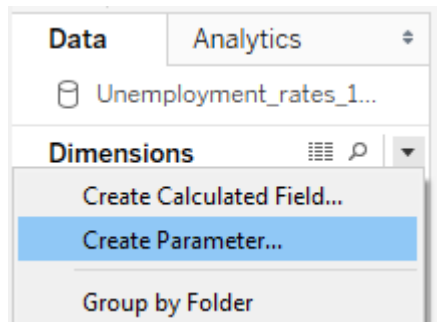 Data Analytics
Unemployment_rates_1...
Dimensions
Create Calculated Field...
Create Parameter...
Group by Folder